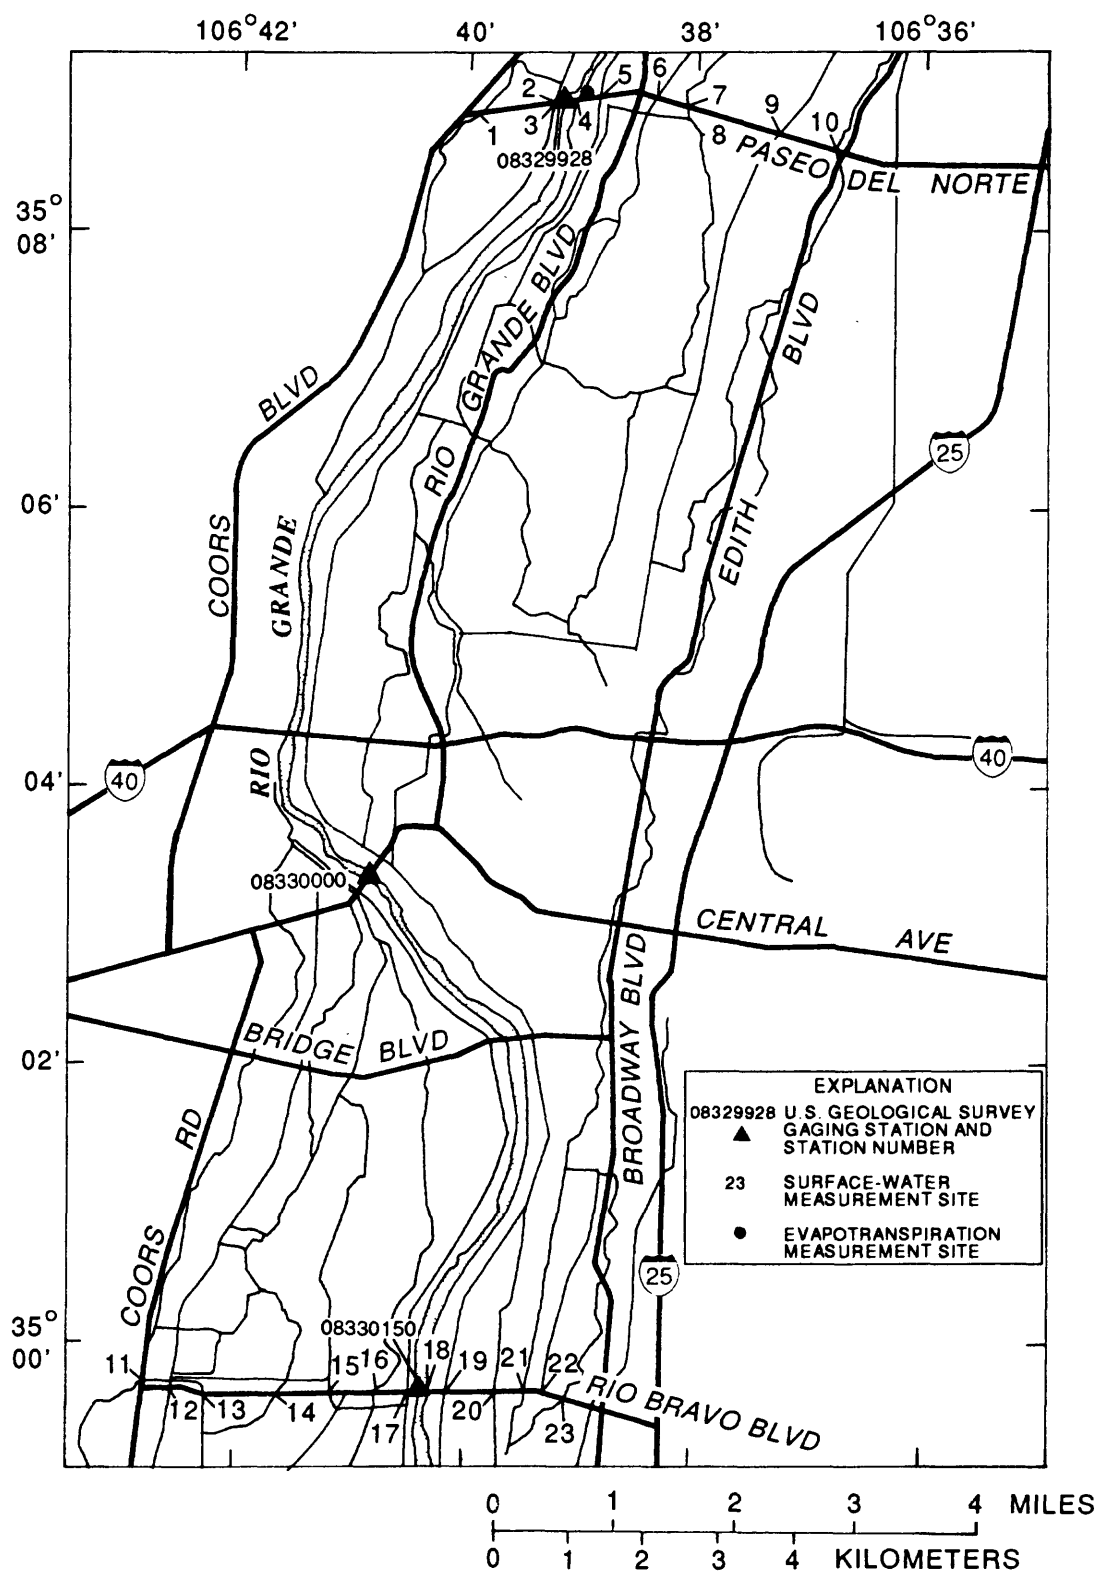 106°42'
40'
38'
106°36'
2
3
4
5
6
7
8
9
10
1
08329928
PASEO DEL NORTE
35°
08'
RIO GRANDE BLVD
BLVD
BLVD
25
06'
COORS
GRANDE
EDITH
RIO
40
40
04'
08330000
CENTRAL AVE
BROADWAY BLVD
BRIDGE BLVD
02'
RD
COORS
EXPLANATION
08329928 U.S. GEOLOGICAL SURVEY
GAGING STATION AND
STATION NUMBER
23 SURFACE-WATER
MEASUREMENT SITE
EVAPOTRANSPIRATION
MEASUREMENT SITE
25
35°
00'
08330150
11
12
13
14
15
16
17
18
19
20
21
22
23
RIO BRAVO BLVD
0 1 2 3 4 MILES
0 1 2 3 4 KILOMETERS